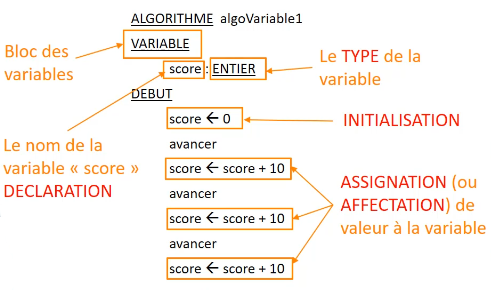 ALGORITHME algoVariable1
Bloc des
variables
VARIABLE
score : ENTIER
Le TYPE de la
variable
DEBUT
Le nom de la
variable « score »
DECLARATION
score ← 0
INITIALISATION
avancer
score ← score + 10
avancer
score ← score + 10
avancer
score ← score + 10
ASSIGNATION (ou
AFFECTATION) de
valeur à la variable